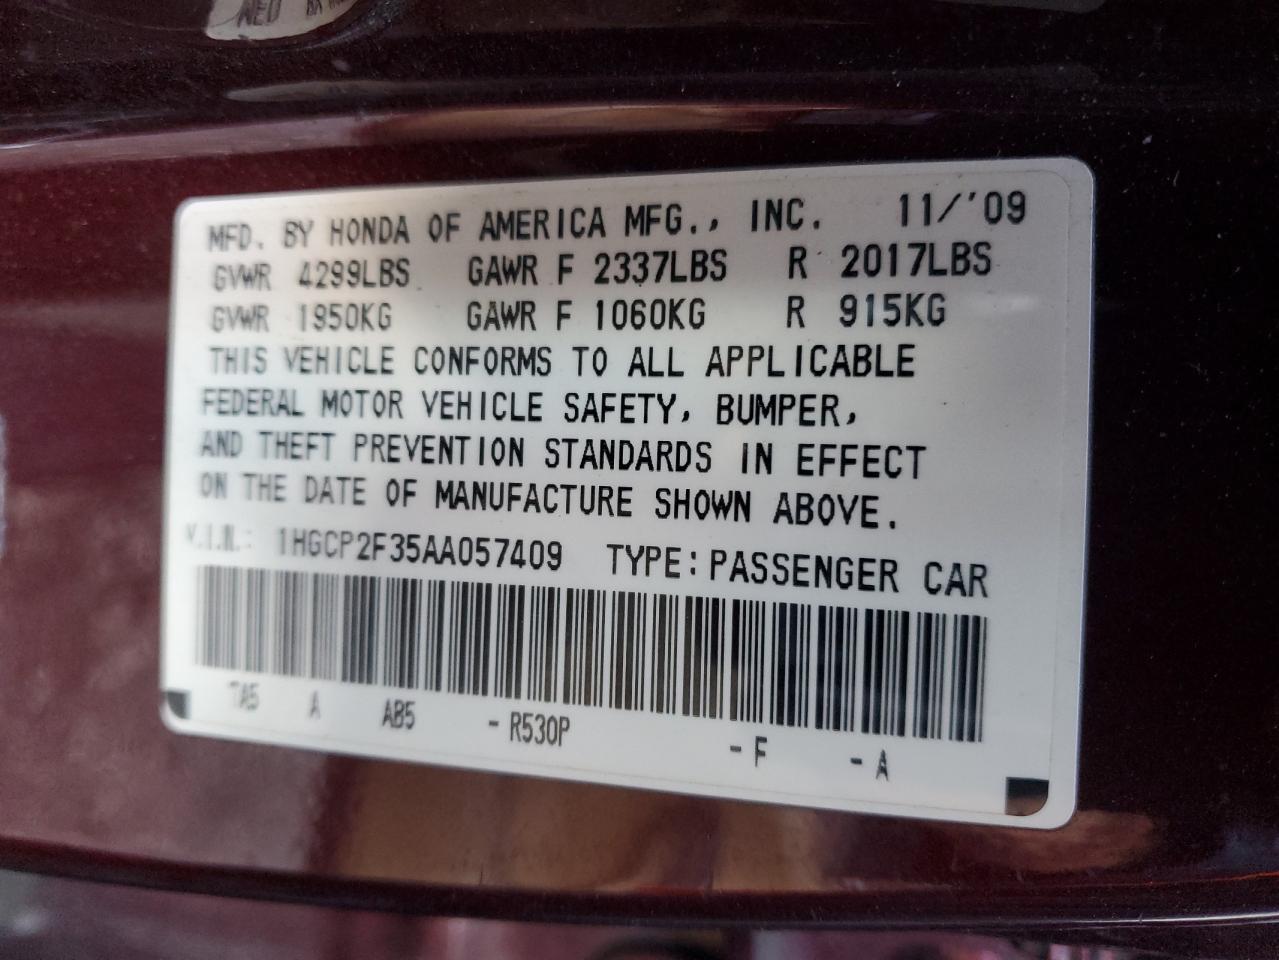 MFD. BY HONDA OF AMERICA MFG., INC. 11/'09
GVWR 4299LBS GAWR F 2337LBS R 2017LBS
GVWR 1950KG GAWR F 1060KG R 915KG
THIS VEHICLE CONFORMS TO ALL APPLICABLE
FEDERAL MOTOR VEHICLE SAFETY, BUMPER,
AND THEFT PREVENTION STANDARDS IN EFFECT
ON THE DATE OF MANUFACTURE SHOWN ABOVE.
V.I.N.: 1HGCP2F35AA057409 TYPE: PASSENGER CAR
TA5 A AB5 - R530P - F - A